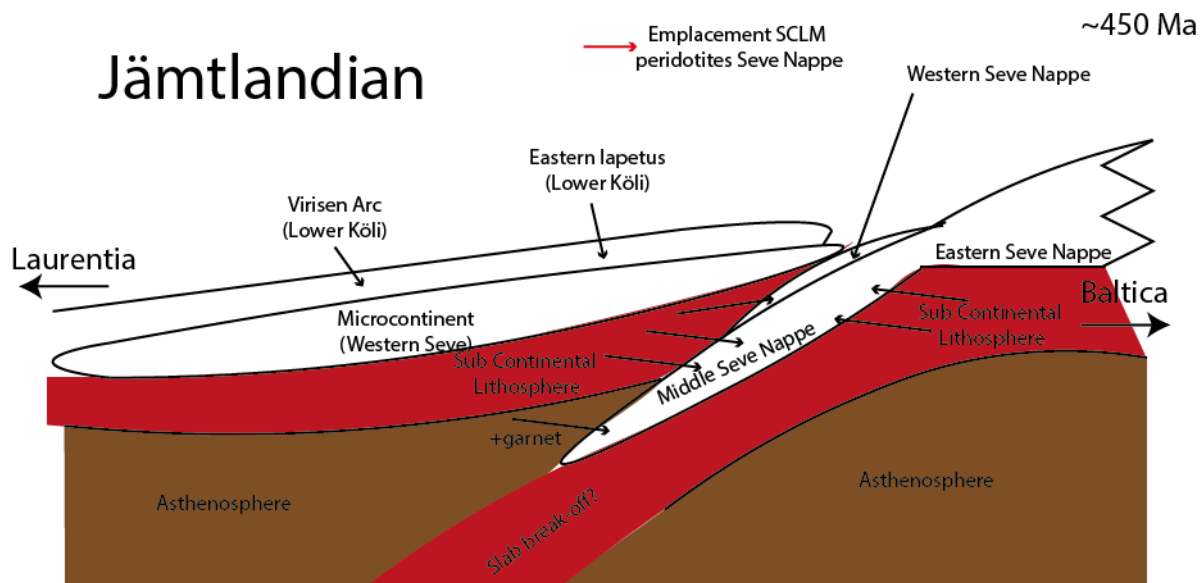 ~450 Ma
Emplacement SCLM
peridotites Seve Nappe
Jämtlandian
Western Seve Nappe
Eastern Iapetus
(Lower Köli)
Virisen Arc
(Lower Köli)
Laurentia
Eastern Seve Nappe
Baltica
Microcontinent
(Western Seve)
Sub Continental
Lithosphere
Sub Continental
Lithosphere
Middle Seve Nappe
+garnet
Asthenosphere
Asthenosphere
Slab break-off?